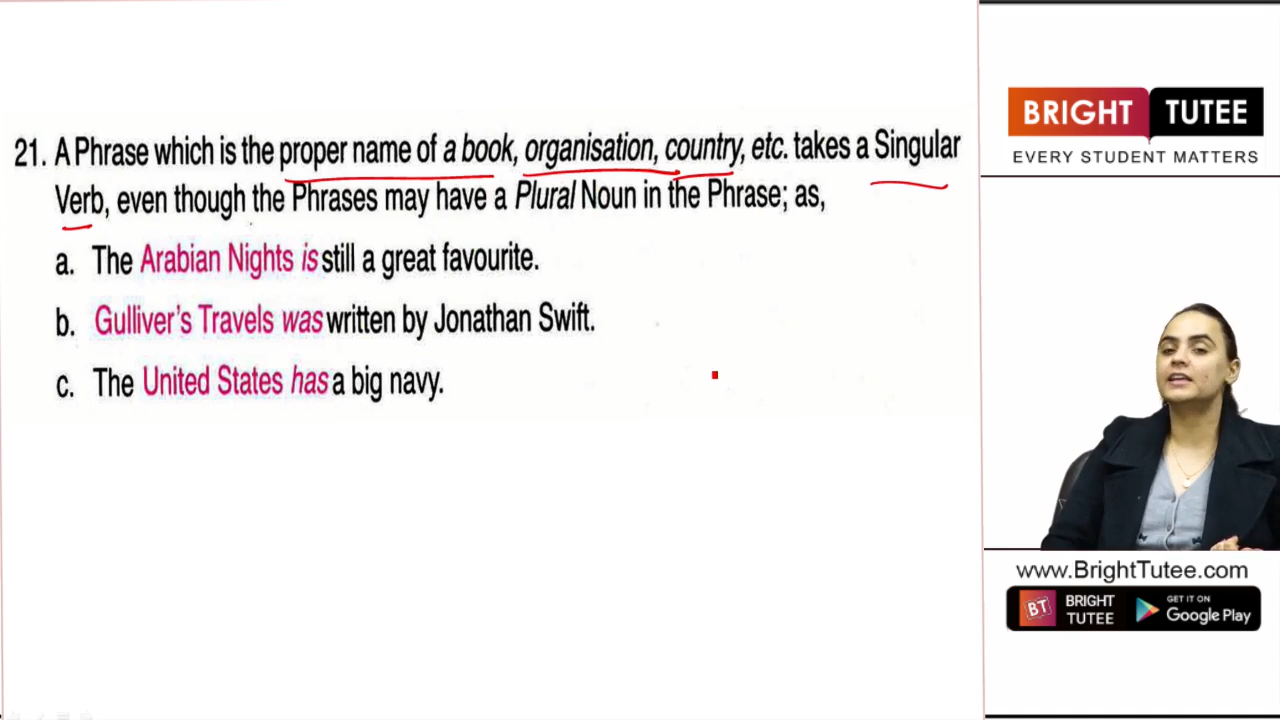 21. A Phrase which is the proper name of a book, organisation, country, etc. takes a Singular
Verb, even though the Phrases may have a Plural Noun in the Phrase; as,
a. The Arabian Nights is still a great favourite.
b. Gulliver's Travels was written by Jonathan Swift.
c. The United States has a big navy.
BRIGHT TUTEE
EVERY STUDENT MATTERS
www.BrightTutee.com
BT
BRIGHT
TUTEE
GET IT ON
Google Play